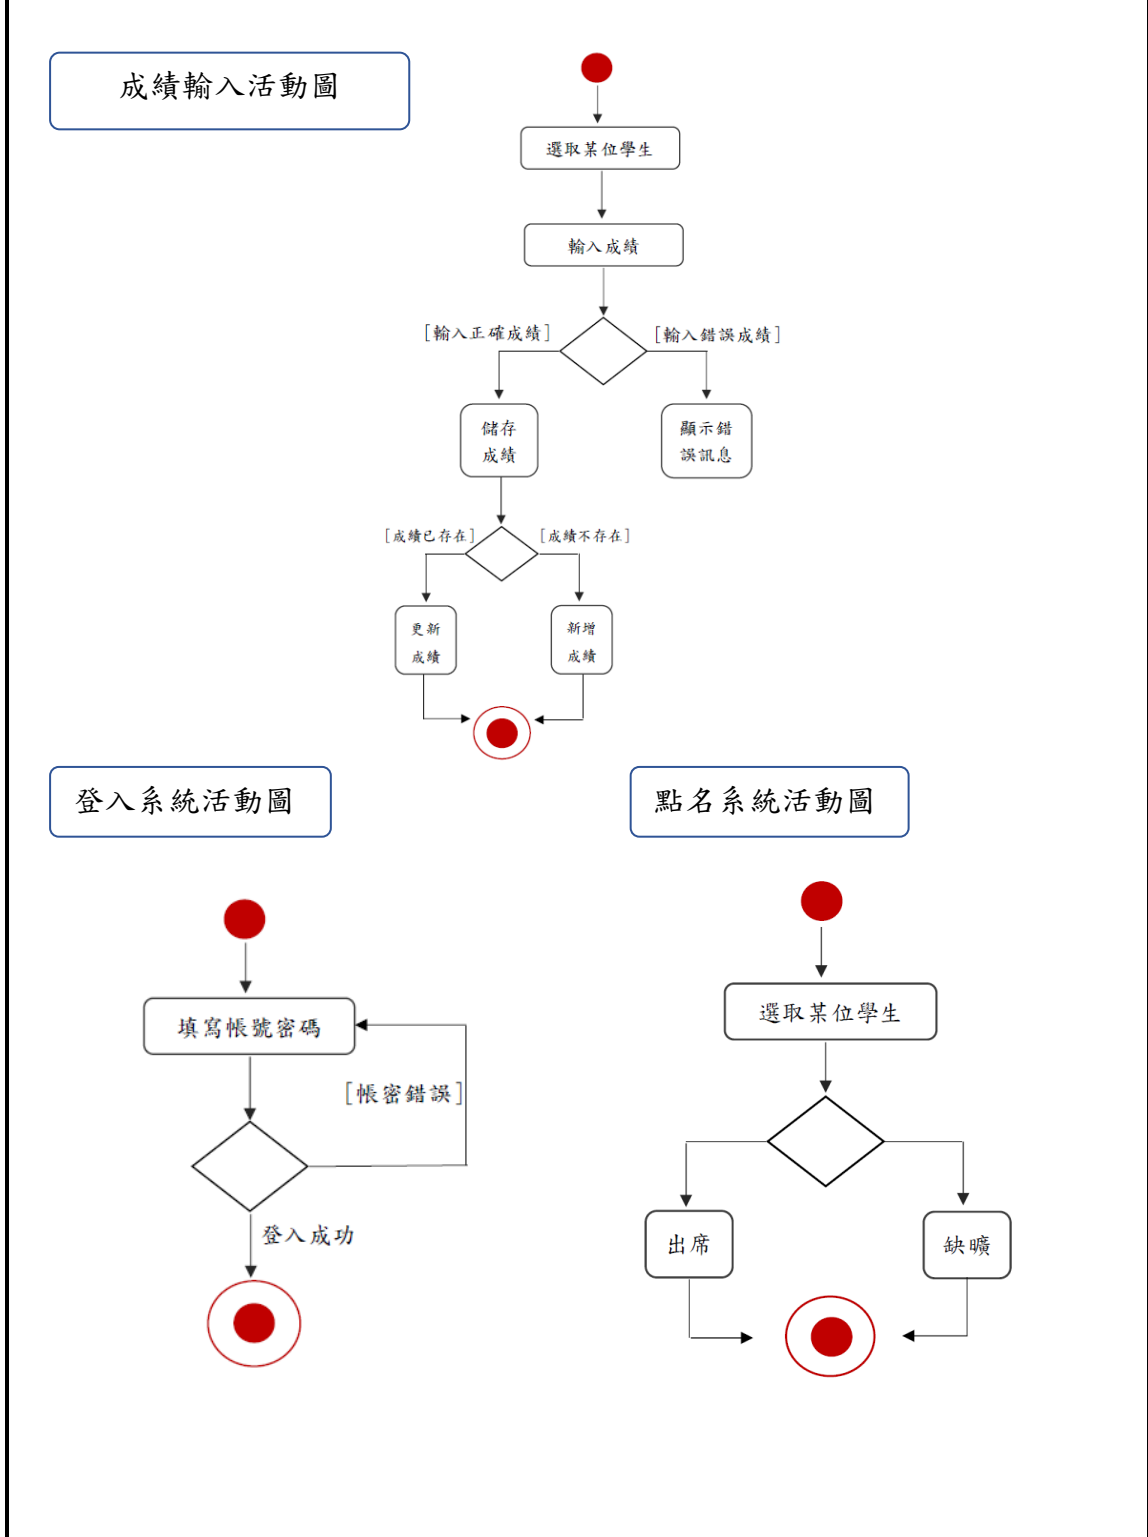 成績輸入活動圖
選取某位學生
輸入成績
[輸入正確成績]
[輸入錯誤成績]
儲存
成績
顯示錯
誤訊息
[成績已存在]
[成績不存在]
更新
成績
新增
成績
登入系統活動圖
填寫帳號密碼
[帳密錯誤]
登入成功
點名系統活動圖
選取某位學生
出席
缺曠